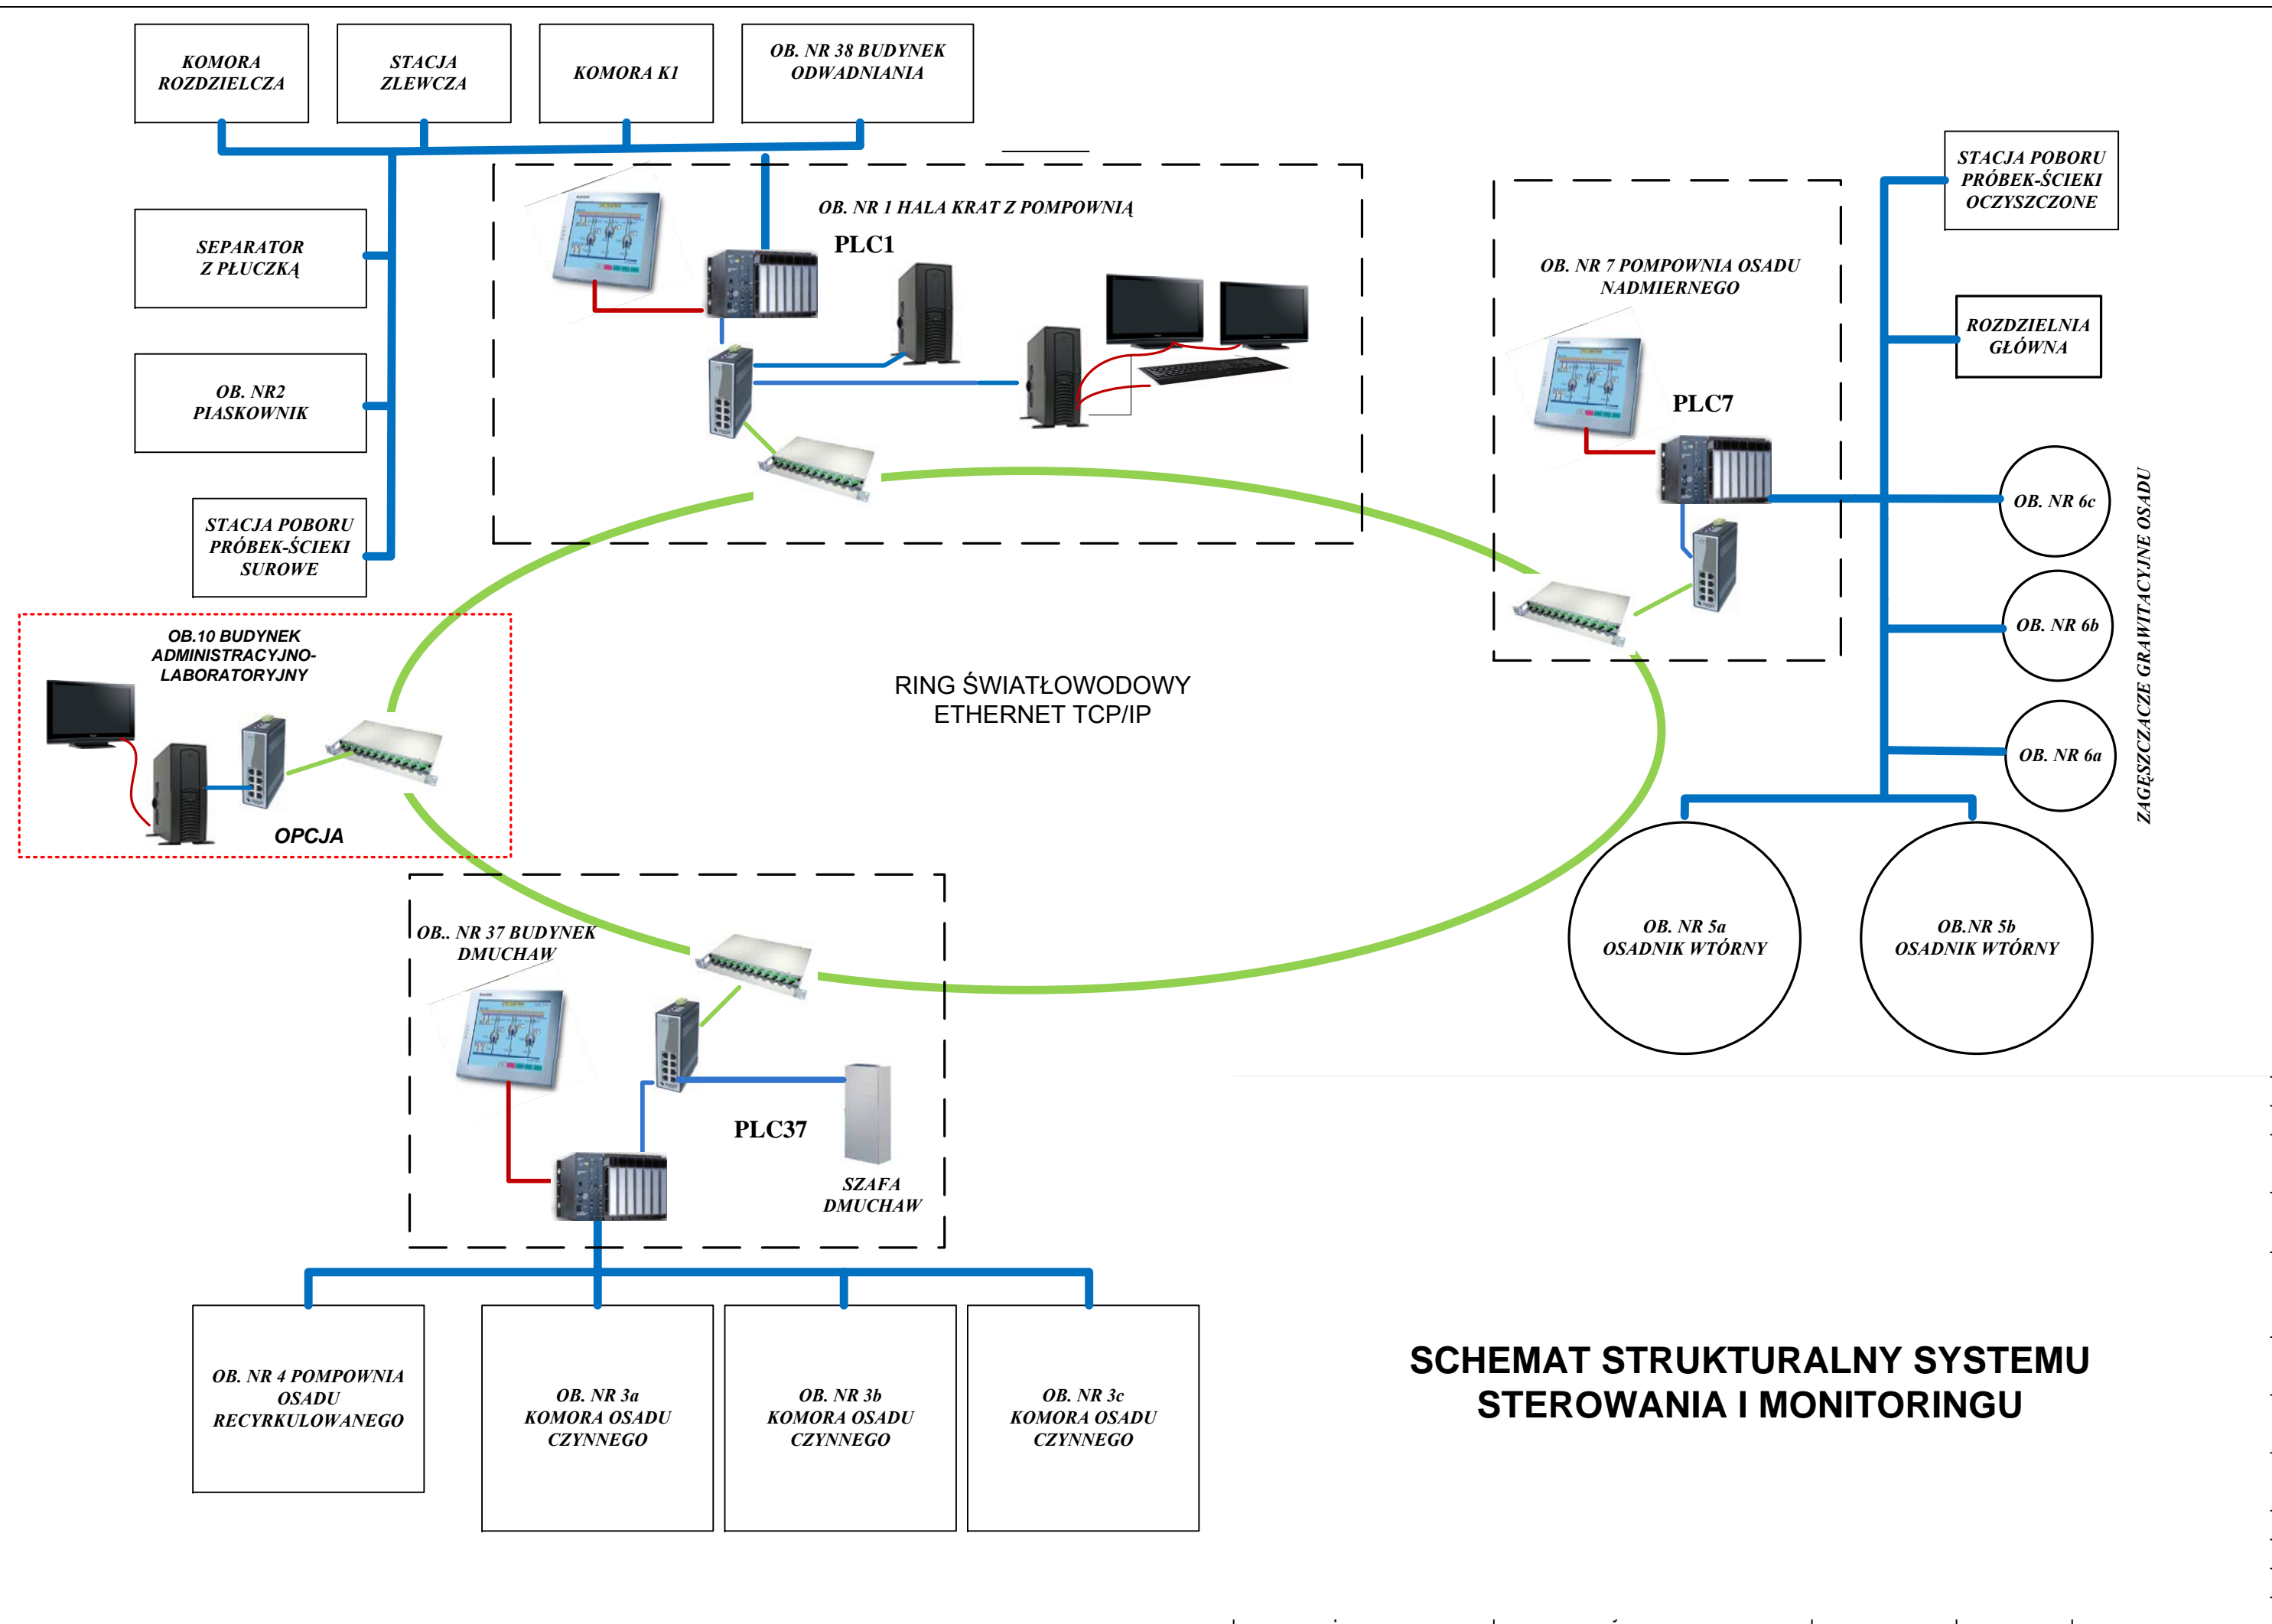 KOMORA
ROZDZIELCZA
STACJA
ZLEWCZA
KOMORA K1
OB. NR 38 BUDYNEK
ODWADNIANIA
SEPARATOR
Z PŁUCZKĄ
OB. NR2
PIASKOWNIK
STACJA POBORU
PRÓBEK-ŚCIEKI
SUROWE
OB. NR 1 HALA KRAT Z POMPOWNIĄ
PLC1
OB. NR 7 POMPOWNIA OSADU
NADMIERNEGO
PLC7
STACJA POBORU
PRÓBEK-ŚCIEKI
OCZYSZCZONE
ROZDZIELNIA
GŁÓWNA
OB. NR 6c
OB. NR 6b
OB. NR 6a
ZAGĘSZCZACZE GRAWITACYJNE OSADU
OB. NR 5a
OSADNIK WTÓRNY
OB.NR 5b
OSADNIK WTÓRNY
OB.10 BUDYNEK
ADMINISTRACYJNO-
LABORATORYJNY
OPCJA
RING ŚWIATŁOWODOWY
ETHERNET TCP/IP
OB.. NR 37 BUDYNEK
DMUCHAW
PLC37
SZAFA
DMUCHAW
OB. NR 4 POMPOWNIA
OSADU
RECYRKULOWANEGO
OB. NR 3a
KOMORA OSADU
CZYNNEGO
OB. NR 3b
KOMORA OSADU
CZYNNEGO
OB. NR 3c
KOMORA OSADU
CZYNNEGO
SCHEMAT STRUKTURALNY SYSTEMU
STEROWANIA I MONITORINGU